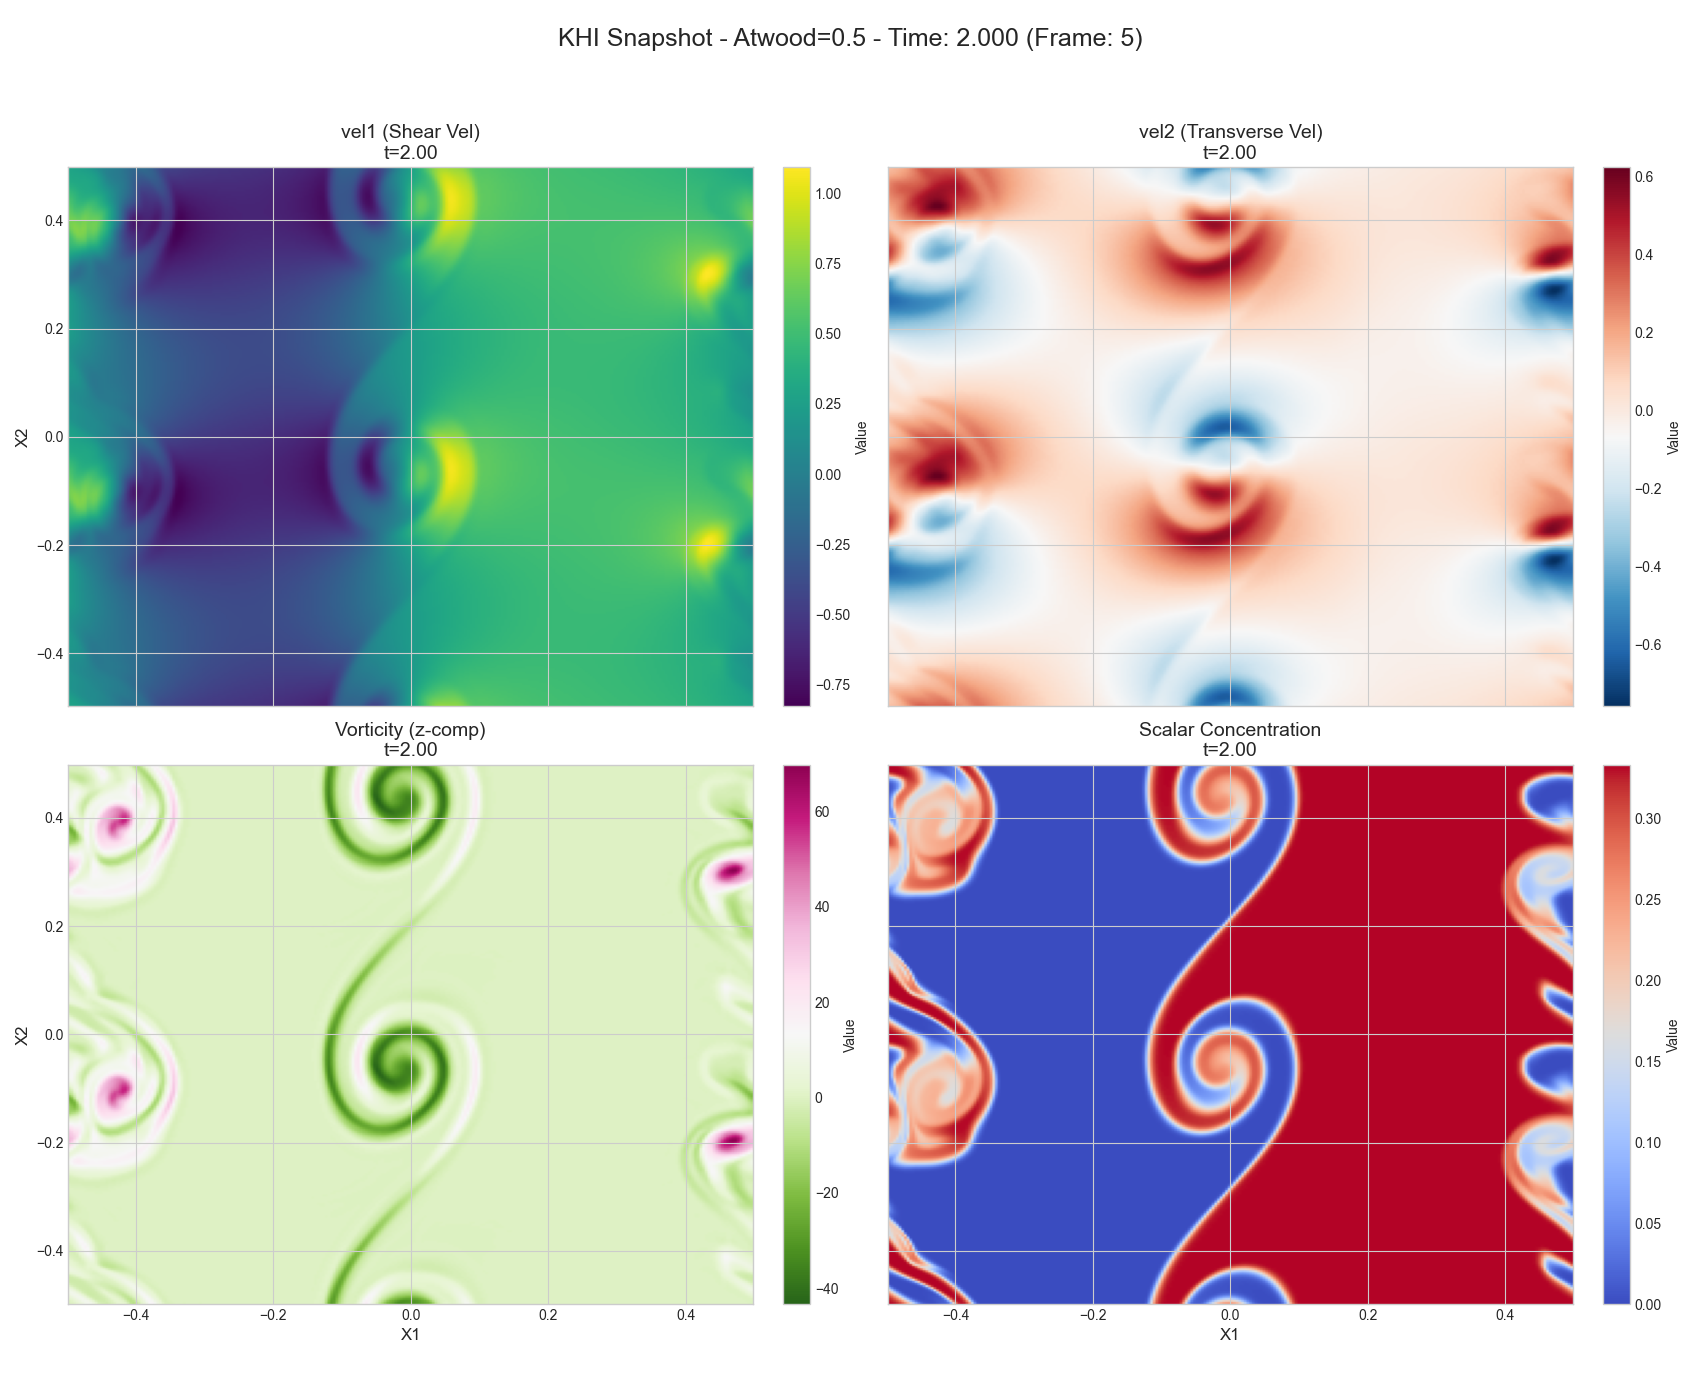 KHI Snapshot - Atwood=0.5 - Time: 2.000 (Frame: 5)
vel1 (Shear Vel)
t=2.00
X2
0.4
0.2
0.0
−0.2
−0.4
1.00
0.75
0.50
0.25
0.00
−0.25
−0.50
−0.75
Value
vel2 (Transverse Vel)
t=2.00
0.6
0.4
0.2
0.0
−0.2
−0.4
−0.6
Value
Vorticity (z-comp)
t=2.00
X2
0.4
0.2
0.0
−0.2
−0.4
−0.4
−0.2
0.0
0.2
0.4
X1
60
40
20
0
−20
−40
Value
Scalar Concentration
t=2.00
−0.4
−0.2
0.0
0.2
0.4
X1
0.30
0.25
0.20
0.15
0.10
0.05
0.00
Value